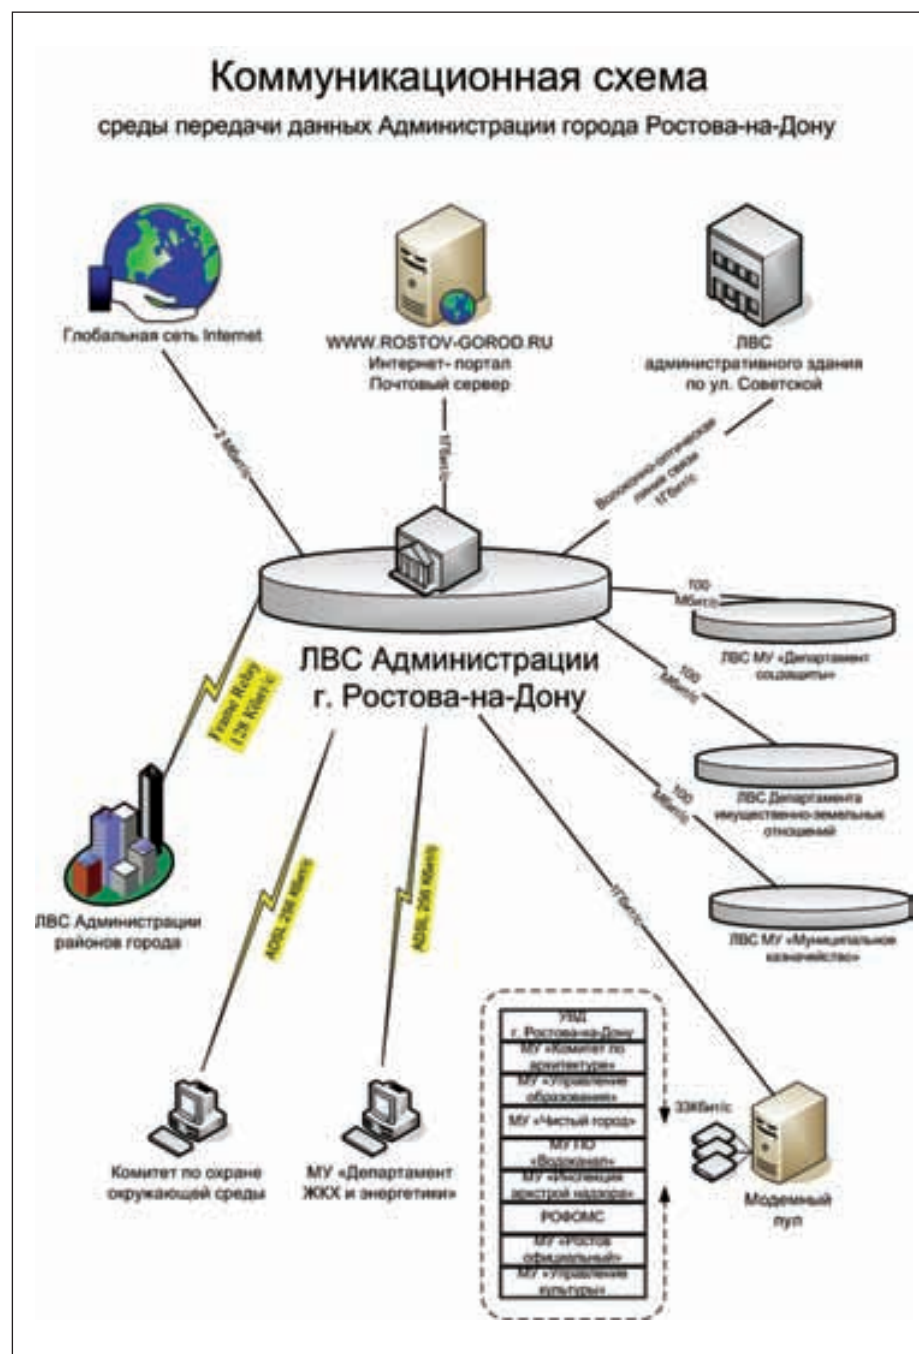 Коммуникационная схема
среды передачи данных Администрации города Ростова-на-Дону
Глобальная сеть Internet
WWW.ROSTOV-GOROD.RU
Интернет- портал
Почтовый сервер
ЛВС
административного здания
по ул. Советской
2 Мбит/с
1Гбит/с
Волоконно-оптическая
линия связи
1Гбит/с
100
Мбит/с
ЛВС МУ «Департамент
соцзащиты»
ЛВС Администрации
г. Ростова-на-Дону
100
Мбит/с
Frame Relay
128 Кбит/с
ЛВС Департамента
имущественно-земельных
отношений
100
Мбит/с
ЛВС Администрации
районов города
ADSL 256 Кбит/с
ADSL 256 Кбит/с
1Гбит/с
ЛВС МУ «Муниципальное
казначейство»
УВД
г. Ростова-на-Дону
МУ «Комитет по
архитектуре»
МУ «Управление
образования»
МУ «Чистый город»
МУ ПО
«Водоканал»
МУ «Инспекция
архстрой надзора»
РОФОМС
МУ «Ростов
официальный»
МУ «Управление
культуры»
33Кбит/с
Комитет по охране
окружающей среды
МУ «Департамент
ЖКХ и энергетики»
Модемный
пул